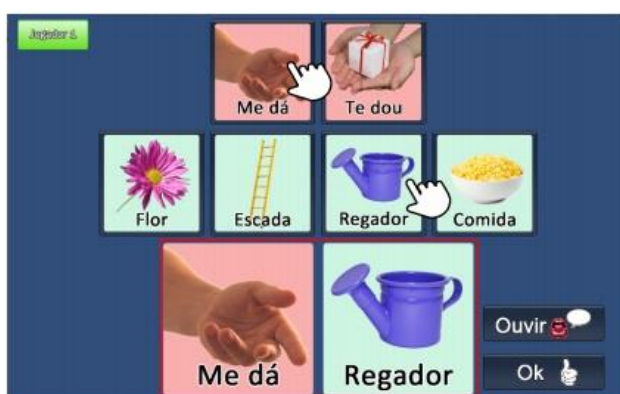 Jogador 1
Me dá Te dou
Flor Escada Regador Comida
Me dá Regador
Ouvir
Ok